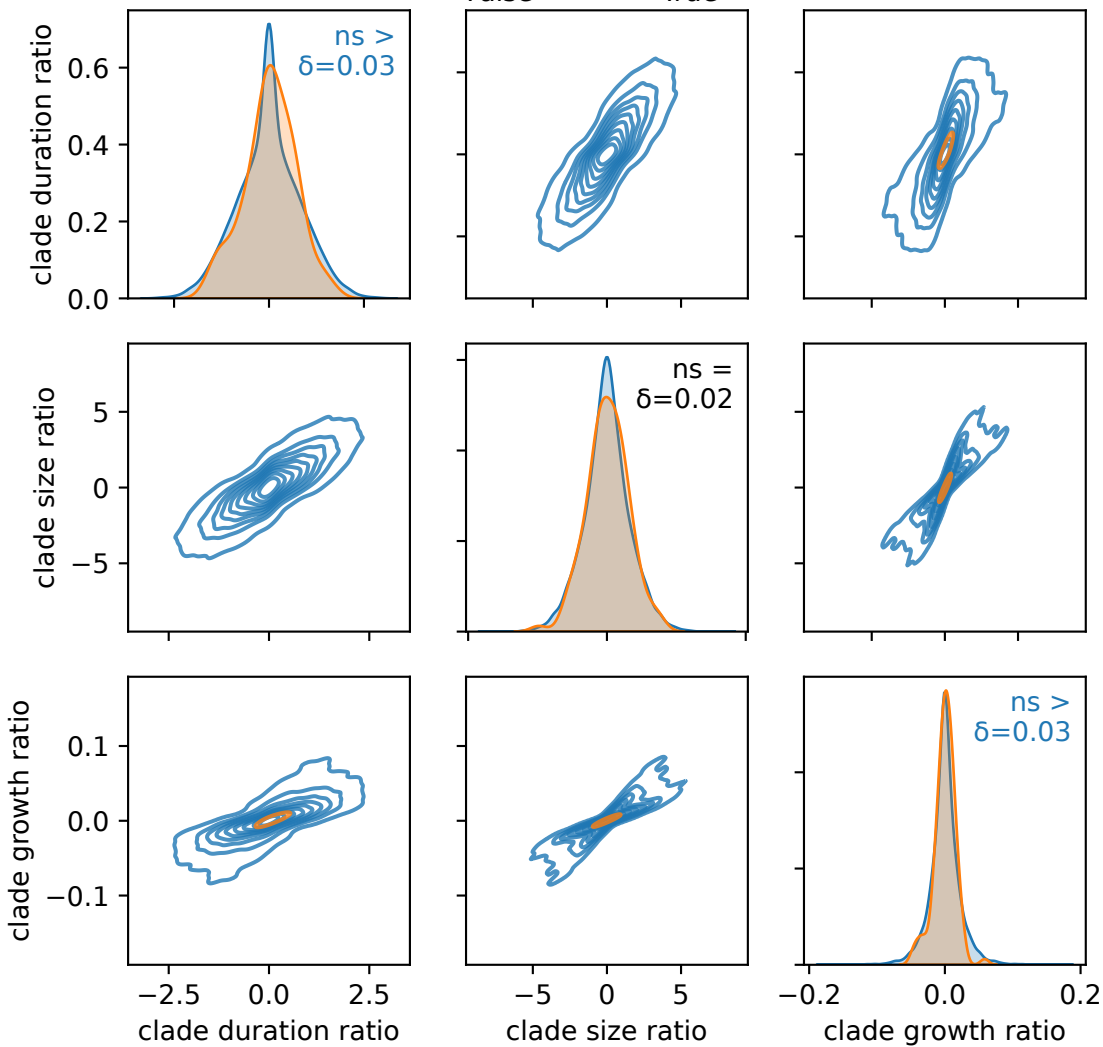 clade duration ratio
0.6
0.4
0.2
0.0
ns >
δ=0.03
clade size ratio
5
0
−5
ns =
δ=0.02
clade growth ratio
0.1
0.0
−0.1
ns >
δ=0.03
−2.5 0.0 2.5
−5 0 5
−0.2 0.0 0.2
clade duration ratio
clade size ratio
clade growth ratio